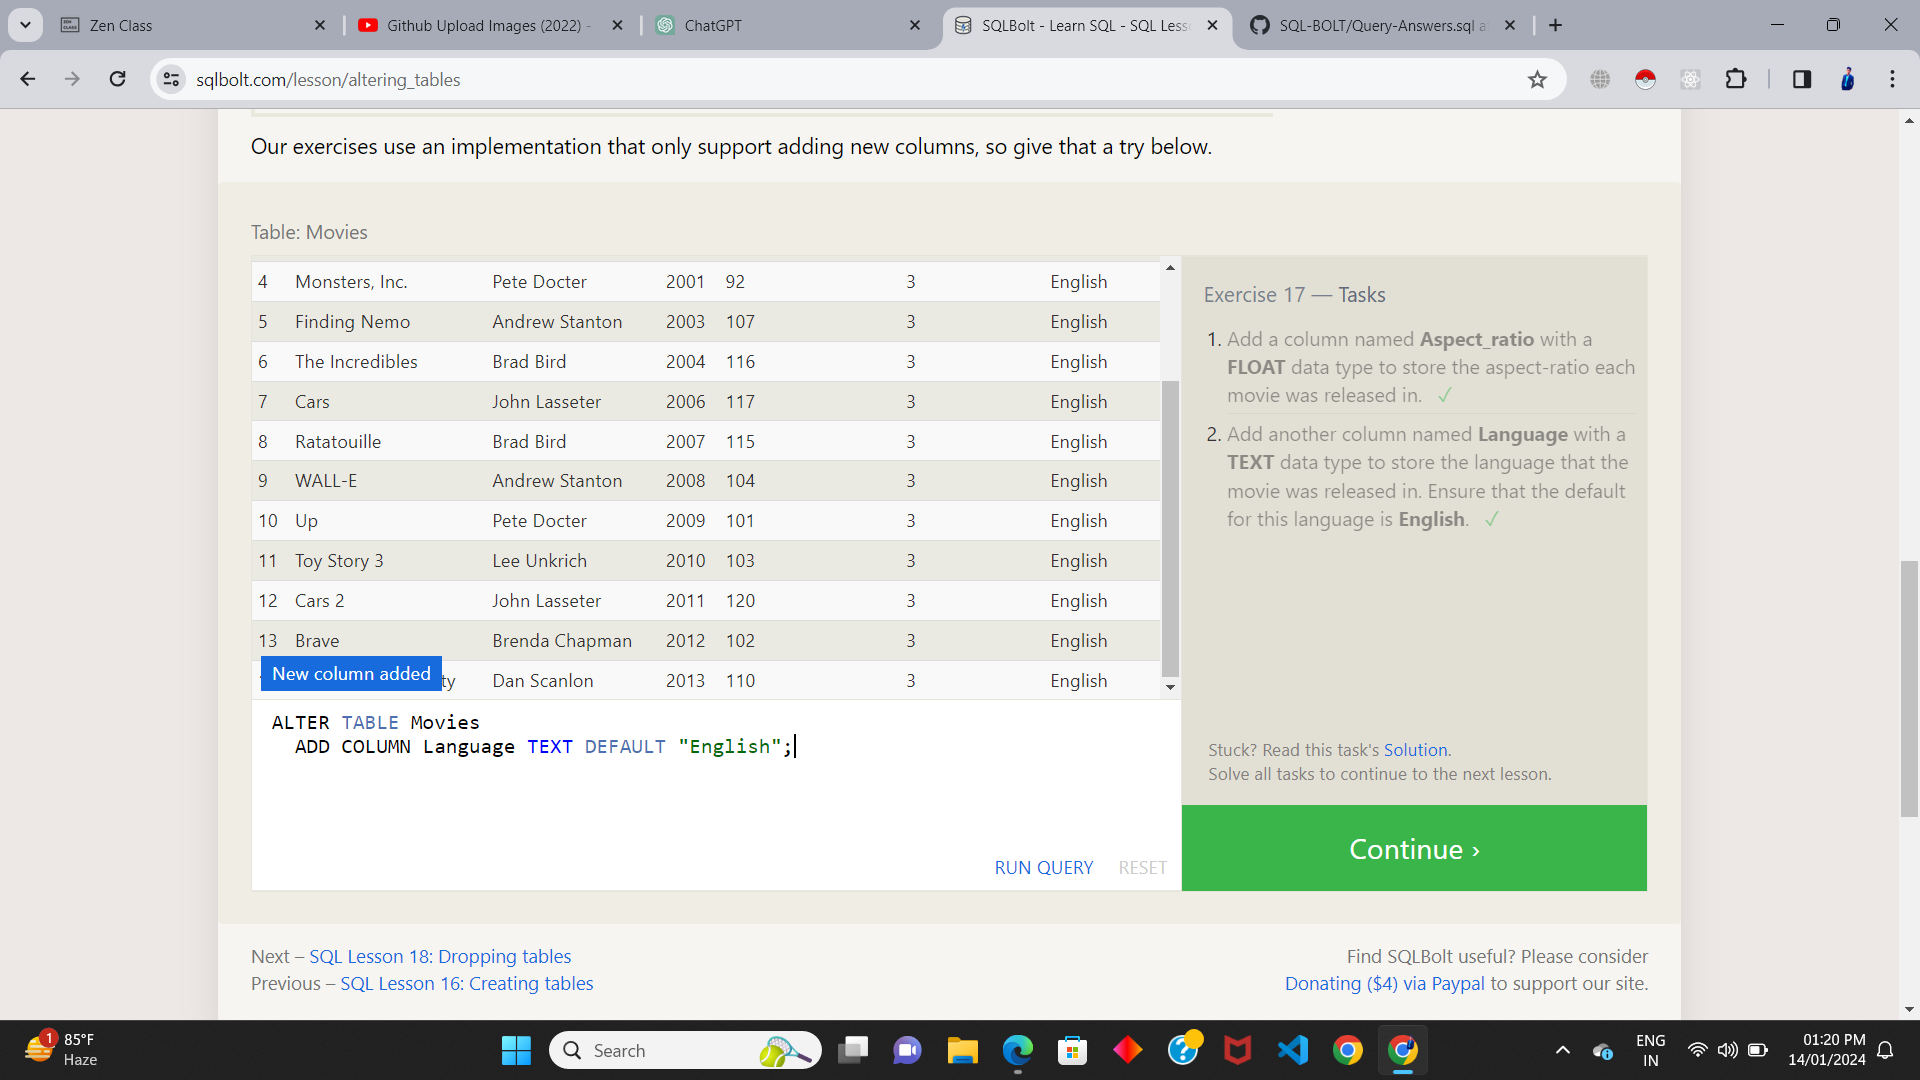 Zen Class
Github Upload Images (2022) -
ChatGPT
SQLBolt - Learn SQL - SQL Less
SQL-BOLT/Query-Answers.sql a
sqlbolt.com/lesson/altering_tables
Our exercises use an implementation that only support adding new columns, so give that a try below.
Table: Movies
4 Monsters, Inc. Pete Docter 2001 92 3 English
5 Finding Nemo Andrew Stanton 2003 107 3 English
6 The Incredibles Brad Bird 2004 116 3 English
7 Cars John Lasseter 2006 117 3 English
8 Ratatouille Brad Bird 2007 115 3 English
9 WALL-E Andrew Stanton 2008 104 3 English
10 Up Pete Docter 2009 101 3 English
11 Toy Story 3 Lee Unkrich 2010 103 3 English
12 Cars 2 John Lasseter 2011 120 3 English
13 Brave Brenda Chapman 2012 102 3 English
New column added
ty Dan Scanlon 2013 110 3 English
ALTER TABLE Movies
ADD COLUMN Language TEXT DEFAULT "English";
RUN QUERY RESET
Exercise 17 — Tasks
1. Add a column named Aspect_ratio with a
FLOAT data type to store the aspect-ratio each
movie was released in. ✓
2. Add another column named Language with a
TEXT data type to store the language that the
movie was released in. Ensure that the default
for this language is English. ✓
Stuck? Read this task's Solution.
Solve all tasks to continue to the next lesson.
Continue ›
Next – SQL Lesson 18: Dropping tables
Previous – SQL Lesson 16: Creating tables
Find SQLBolt useful? Please consider
Donating ($4) via Paypal to support our site.
1
85°F
Haze
Search
ENG
IN
01:20 PM
14/01/2024